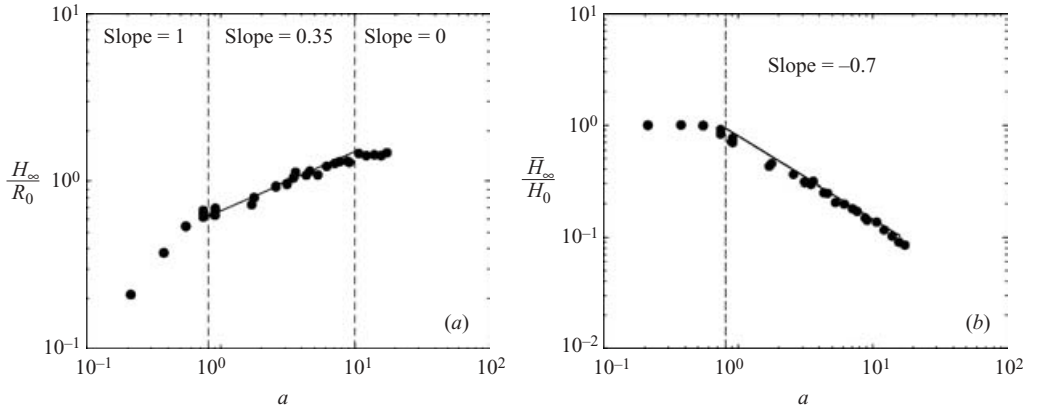 10¹
Slope = 1 Slope = 0.35 Slope = 0
H∞
R₀
10⁰
(a)
10⁻¹
10⁻¹ 10⁰ 10¹ 10²
a
10¹
Slope = –0.7
10⁰
H̅∞
H₀
10⁻¹
(b)
10⁻²
10⁻¹ 10⁰ 10¹ 10²
a